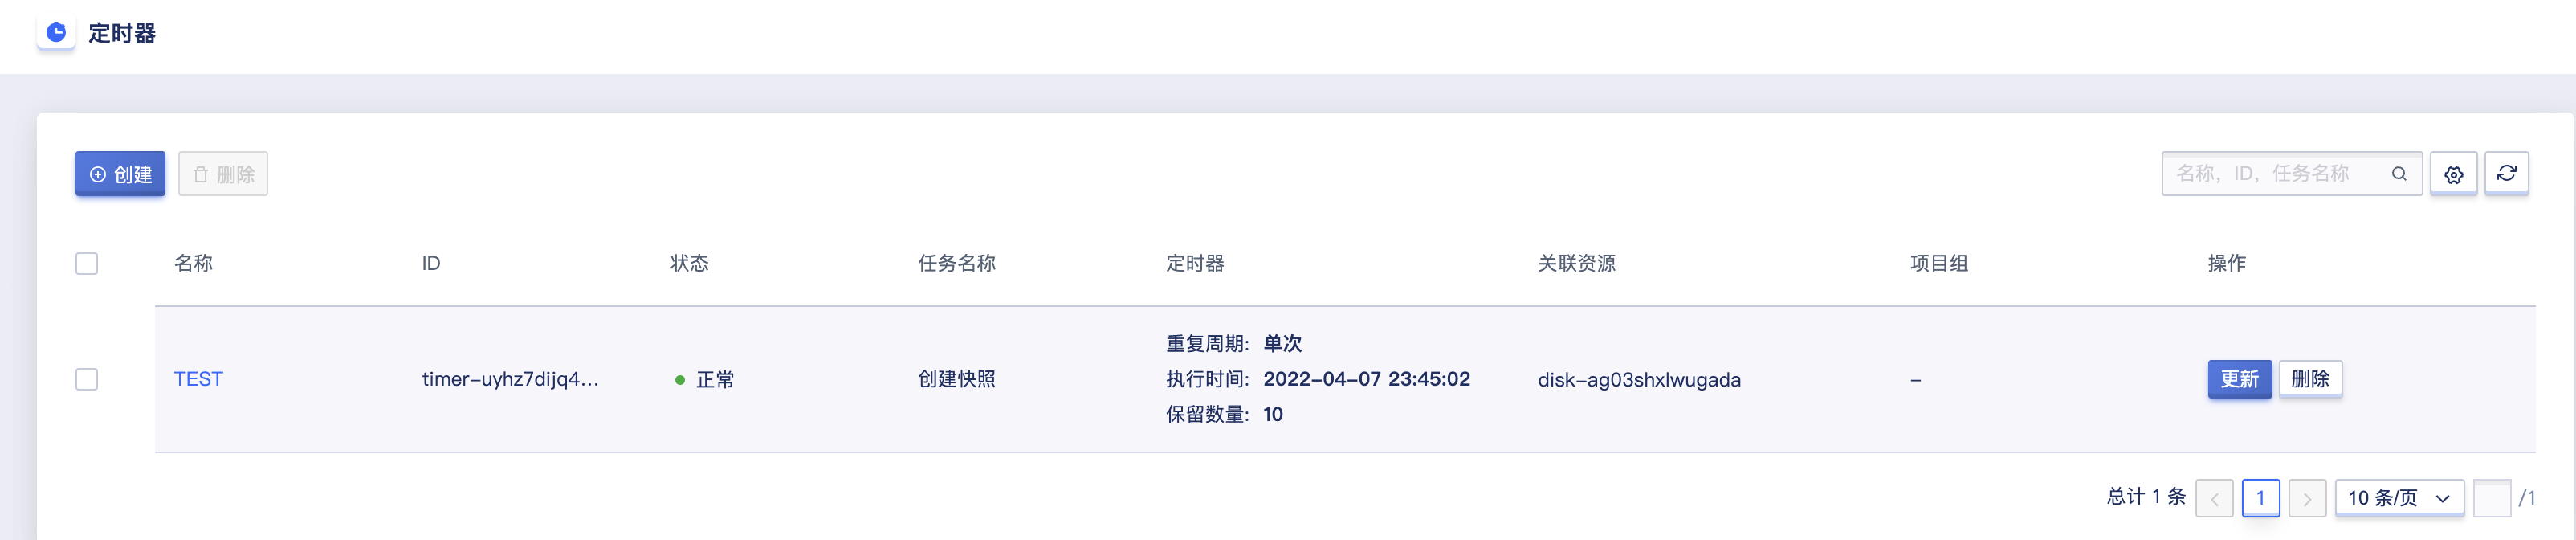 定时器
创建 删除 名称，ID，任务名称
名称 ID 状态 任务名称 定时器 关联资源 项目组 操作
重复周期: 单次
TEST timer-uyhz7dijq4... 正常 创建快照 执行时间: 2022-04-07 23:45:02 disk-ag03shxlwugada - 更新 删除
保留数量: 10
总计 1 条 1 10 条/页 /1